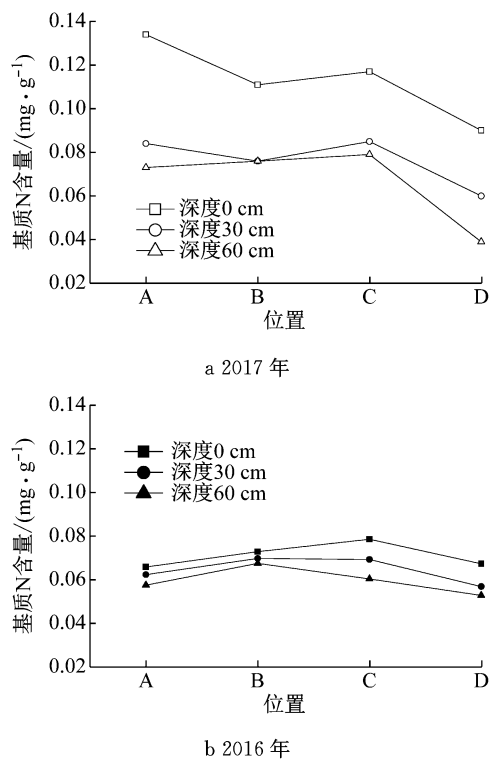 0.14
0.12
0.10
0.08
0.06
0.04
0.02
基质N含量/(mg·g⁻¹)
深度0 cm
深度30 cm
深度60 cm
A B C D
位置
a 2017 年
0.14
0.12
0.10
0.08
0.06
0.04
0.02
基质N含量/(mg·g⁻¹)
深度0 cm
深度30 cm
深度60 cm
A B C D
位置
b 2016 年